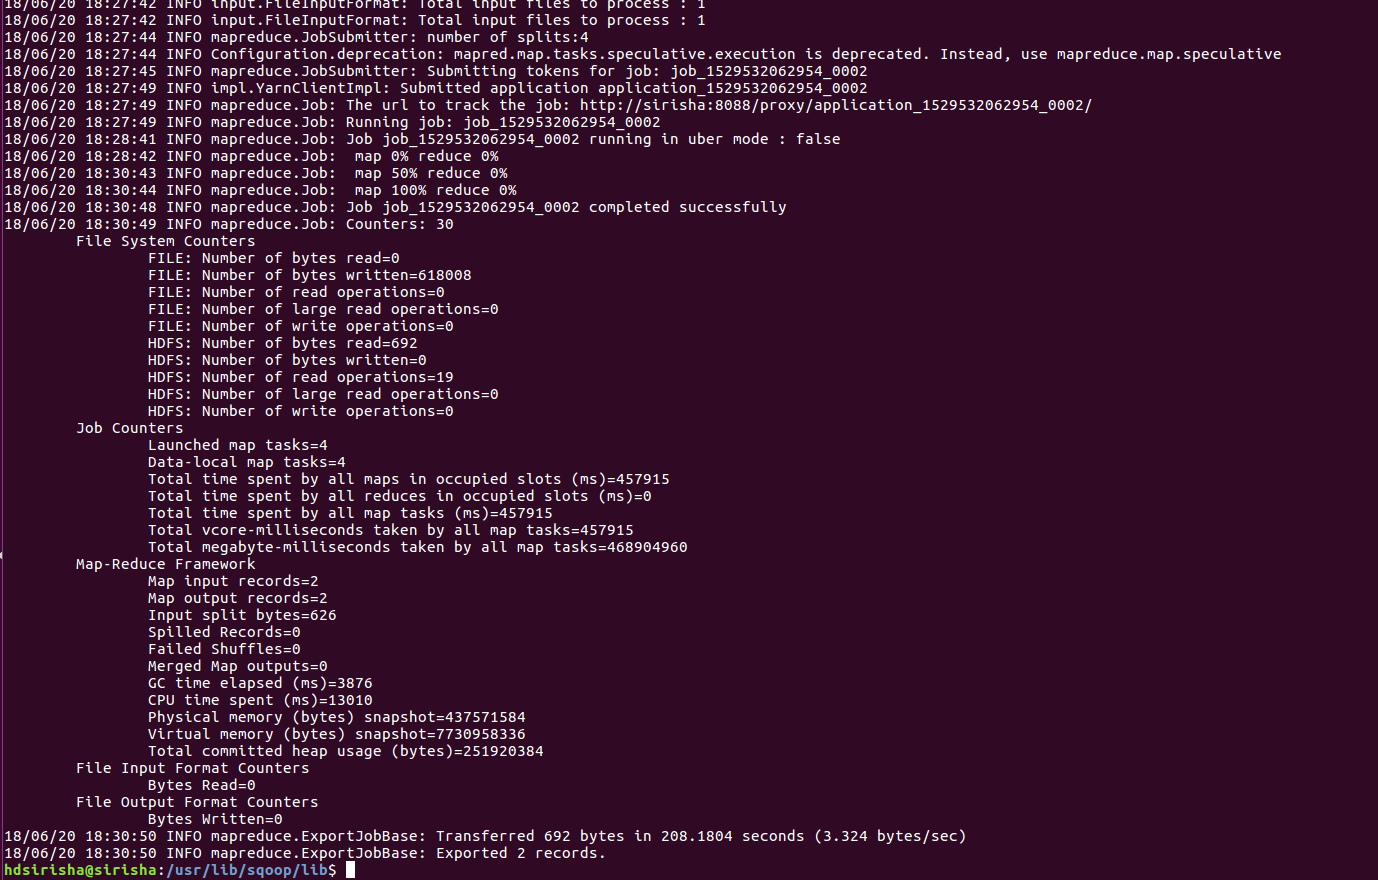 18/06/20 18:27:42 INFO input.FileInputFormat: Total input files to process : 1
18/06/20 18:27:42 INFO input.FileInputFormat: Total input files to process : 1
18/06/20 18:27:44 INFO mapreduce.JobSubmitter: number of splits:4
18/06/20 18:27:44 INFO Configuration.deprecation: mapred.map.tasks.speculative.execution is deprecated. Instead, use mapreduce.map.speculative
18/06/20 18:27:45 INFO mapreduce.JobSubmitter: Submitting tokens for job: job_1529532062954_0002
18/06/20 18:27:49 INFO impl.YarnClientImpl: Submitted application application_1529532062954_0002
18/06/20 18:27:49 INFO mapreduce.Job: The url to track the job: http://sirisha:8088/proxy/application_1529532062954_0002/
18/06/20 18:27:49 INFO mapreduce.Job: Running job: job_1529532062954_0002
18/06/20 18:28:41 INFO mapreduce.Job: Job job_1529532062954_0002 running in uber mode : false
18/06/20 18:28:42 INFO mapreduce.Job:  map 0% reduce 0%
18/06/20 18:30:43 INFO mapreduce.Job:  map 50% reduce 0%
18/06/20 18:30:44 INFO mapreduce.Job:  map 100% reduce 0%
18/06/20 18:30:48 INFO mapreduce.Job: Job job_1529532062954_0002 completed successfully
18/06/20 18:30:49 INFO mapreduce.Job: Counters: 30
File System Counters
FILE: Number of bytes read=0
FILE: Number of bytes written=618008
FILE: Number of read operations=0
FILE: Number of large read operations=0
FILE: Number of write operations=0
HDFS: Number of bytes read=692
HDFS: Number of bytes written=0
HDFS: Number of read operations=19
HDFS: Number of large read operations=0
HDFS: Number of write operations=0
Job Counters
Launched map tasks=4
Data-local map tasks=4
Total time spent by all maps in occupied slots (ms)=457915
Total time spent by all reduces in occupied slots (ms)=0
Total time spent by all map tasks (ms)=457915
Total vcore-milliseconds taken by all map tasks=457915
Total megabyte-milliseconds taken by all map tasks=468904960
Map-Reduce Framework
Map input records=2
Map output records=2
Input split bytes=626
Spilled Records=0
Failed Shuffles=0
Merged Map outputs=0
GC time elapsed (ms)=3876
CPU time spent (ms)=13010
Physical memory (bytes) snapshot=437571584
Virtual memory (bytes) snapshot=7730958336
Total committed heap usage (bytes)=251920384
File Input Format Counters
Bytes Read=0
File Output Format Counters
Bytes Written=0
18/06/20 18:30:50 INFO mapreduce.ExportJobBase: Transferred 692 bytes in 208.1804 seconds (3.324 bytes/sec)
18/06/20 18:30:50 INFO mapreduce.ExportJobBase: Exported 2 records.
hdsirisha@sirisha:/usr/lib/sqoop/lib$